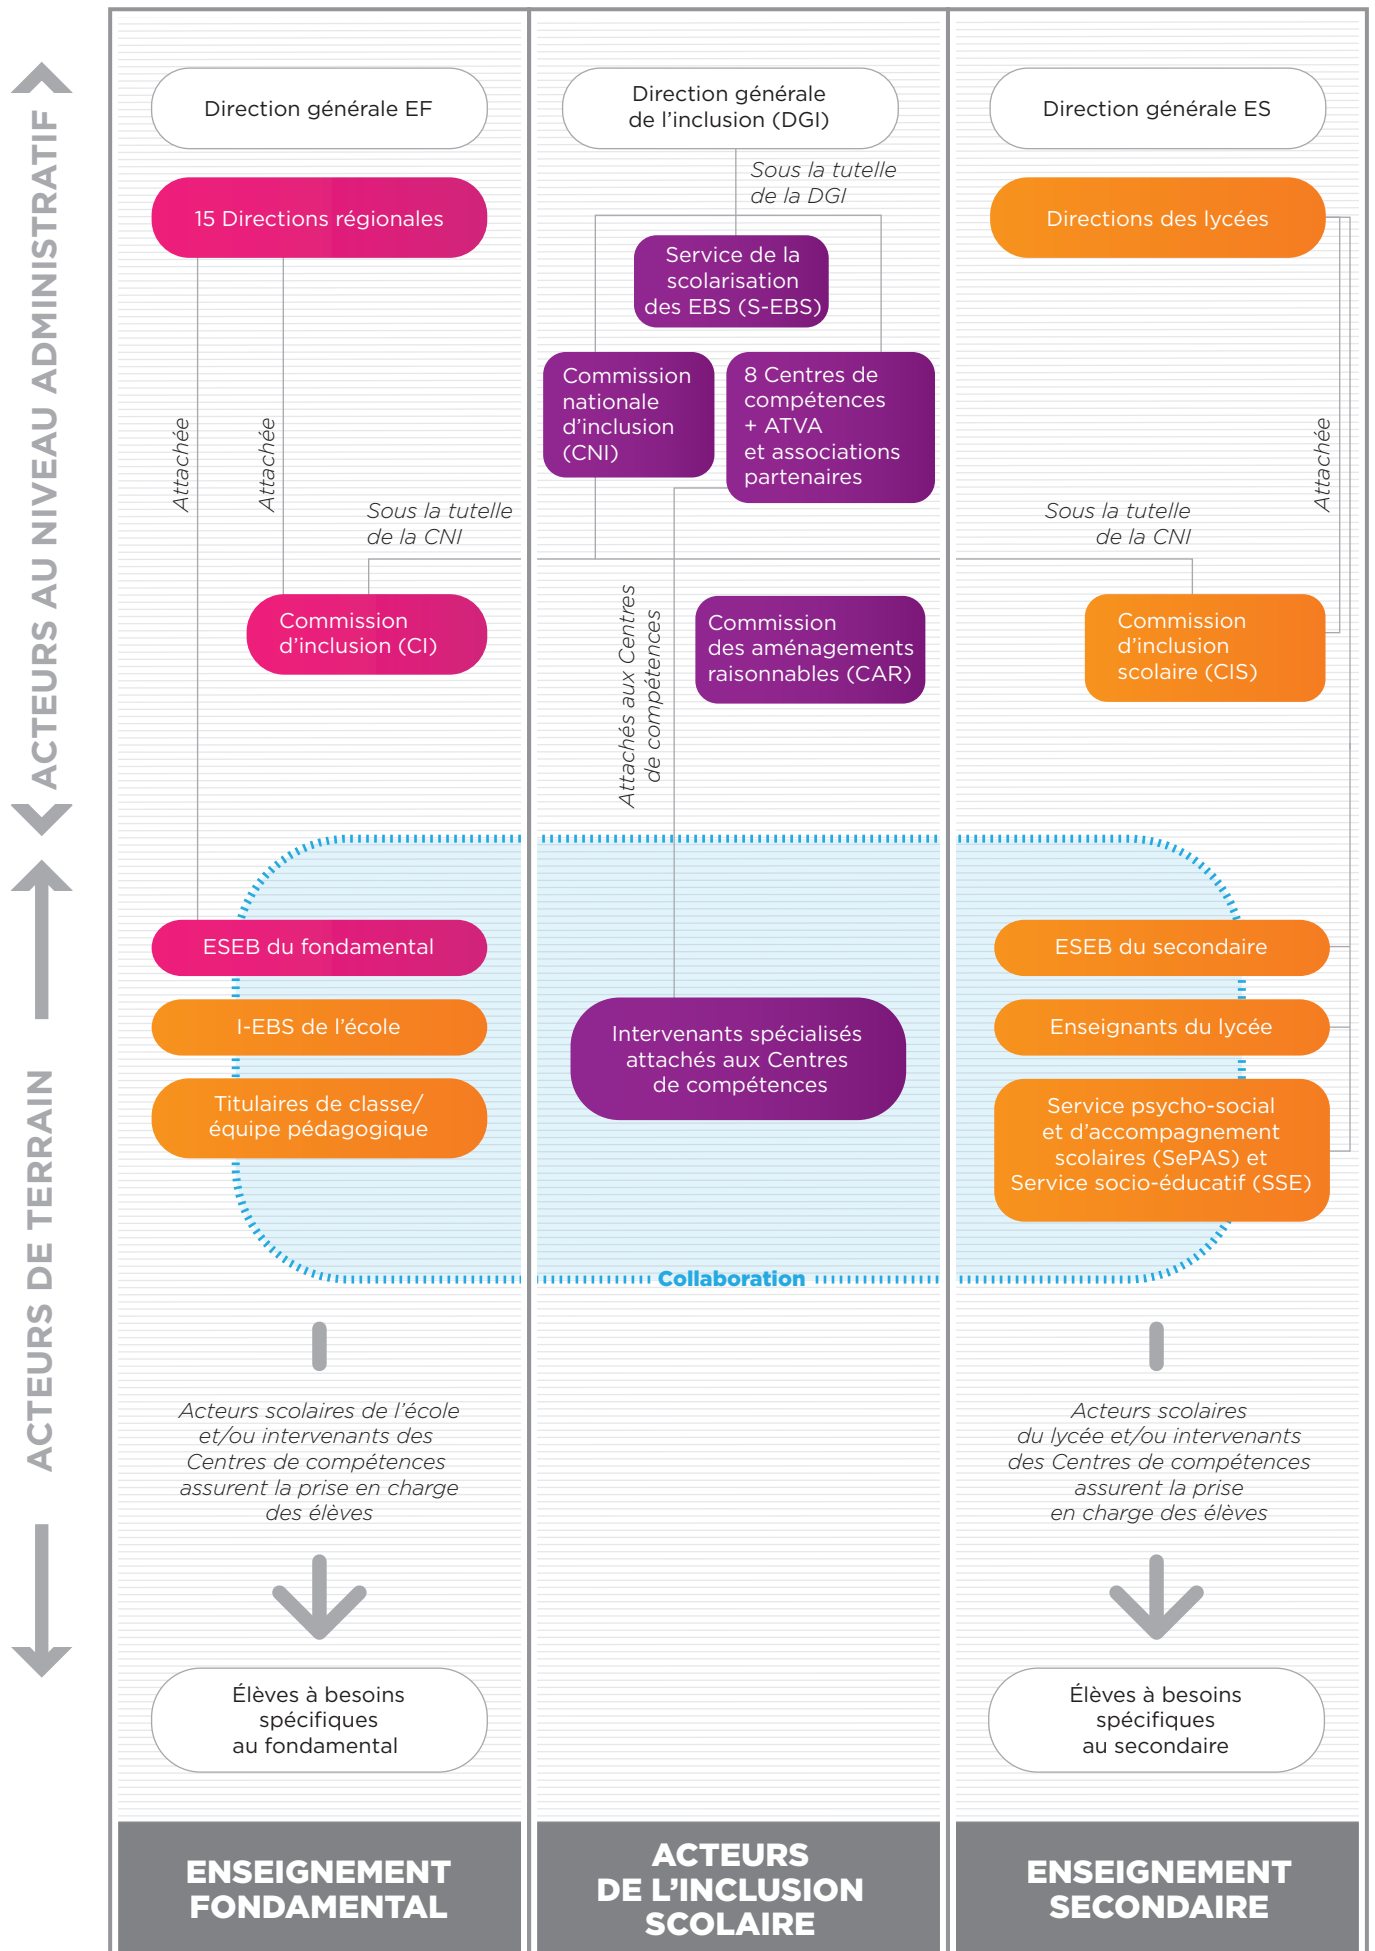 ACTEURS AU NIVEAU ADMINISTRATIF
ACTEURS DE TERRAIN
Direction générale EF
15 Directions régionales
Attachée
Attachée
Sous la tutelle
de la CNI
Commission
d’inclusion (CI)
ESEB du fondamental
I-EBS de l’école
Titulaires de classe/
équipe pédagogique
Acteurs scolaires de l’école
et/ou intervenants des
Centres de compétences
assurent la prise en charge
des élèves
Élèves à besoins
spécifiques
au fondamental
ENSEIGNEMENT
FONDAMENTAL
Direction générale
de l’inclusion (DGI)
Sous la tutelle
de la DGI
Service de la
scolarisation
des EBS (S-EBS)
Commission
nationale
d’inclusion
(CNI)
8 Centres de
compétences
+ ATVA
et associations
partenaires
Attachés aux Centres
de compétences
Commission
des aménagements
raisonnables (CAR)
Intervenants spécialisés
attachés aux Centres
de compétences
Collaboration
ACTEURS
DE L’INCLUSION
SCOLAIRE
Direction générale ES
Directions des lycées
Attachée
Sous la tutelle
de la CNI
Commission
d’inclusion
scolaire (CIS)
ESEB du secondaire
Enseignants du lycée
Service psycho-social
et d’accompagnement
scolaires (SePAS) et
Service socio-éducatif (SSE)
Acteurs scolaires
du lycée et/ou intervenants
des Centres de compétences
assurent la prise
en charge des élèves
Élèves à besoins
spécifiques
au secondaire
ENSEIGNEMENT
SECONDAIRE